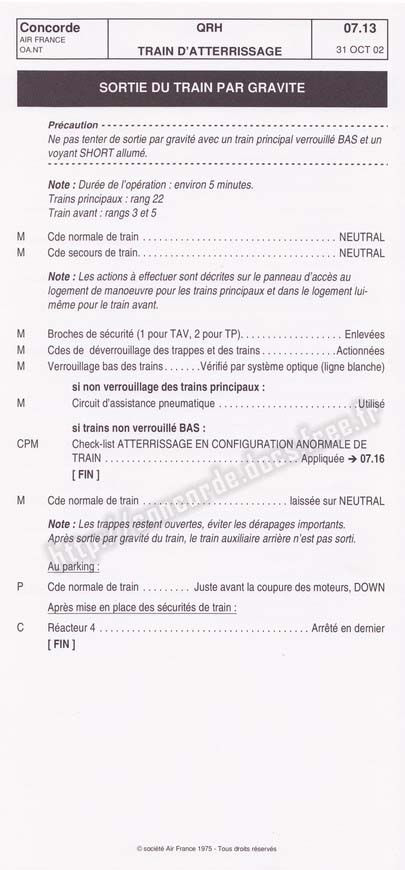 Concorde
AIR FRANCE
OA.NT
QRH
TRAIN D'ATTERRISSAGE
07.13
31 OCT 02
SORTIE DU TRAIN PAR GRAVITE
Précaution
Ne pas tenter de sortie par gravité avec un train principal verrouillé BAS et un
voyant SHORT allumé.
Note : Durée de l'opération : environ 5 minutes.
Trains principaux : rang 22
Train avant : rangs 3 et 5
M Cde normale de train .................................... NEUTRAL
M Cde secours de train..................................... NEUTRAL
Note : Les actions à effectuer sont décrites sur le panneau d'accès au
logement de manoeuvre pour les trains principaux et dans le logement lui-
même pour le train avant.
M Broches de sécurité (1 pour TAV, 2 pour TP).................. Enlevées
M Cdes de déverrouillage des trappes et des trains ..............Actionnées
M Verrouillage bas des trains.......Vérifié par système optique (ligne blanche)
si non verrouillage des trains principaux :
M Circuit d'assistance pneumatique ...........................Utilisé
si trains non verrouillé BAS :
CPM Check-list ATTERRISSAGE EN CONFIGURATION ANORMALE DE
TRAIN ............................................. Appliquée ➔ 07.16
[ FIN ]
M Cde normale de train ............................ laissée sur NEUTRAL
Note : Les trappes restent ouvertes, éviter les dérapages importants.
Après sortie par gravité du train, le train auxiliaire arrière n'est pas sorti.
Au parking :
P Cde normale de train ......... Juste avant la coupure des moteurs, DOWN
Après mise en place des sécurités de train :
C Réacteur 4 ........................................ Arrêté en dernier
[ FIN ]
http://concorde.docs.free.fr
© société Air France 1975 - Tous droits réservés